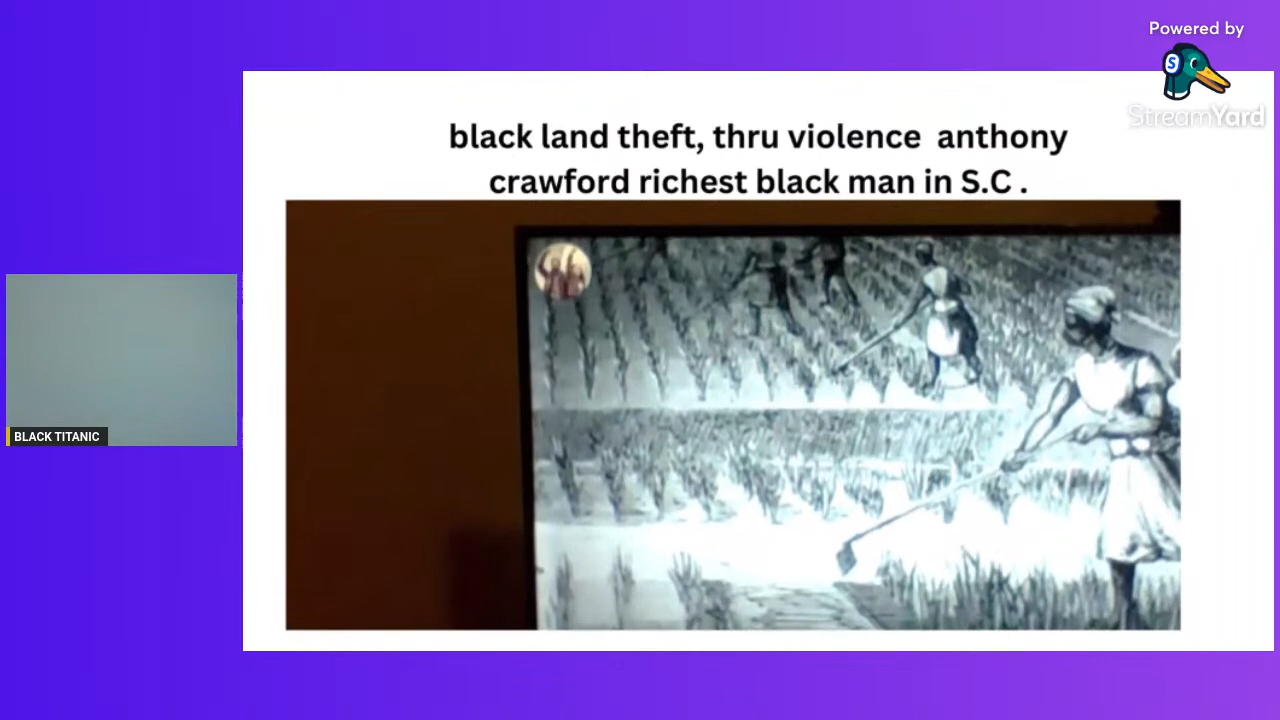 Powered by
S
StreamYard
black land theft, thru violence  anthony
crawford richest black man in S.C .
BLACK TITANIC